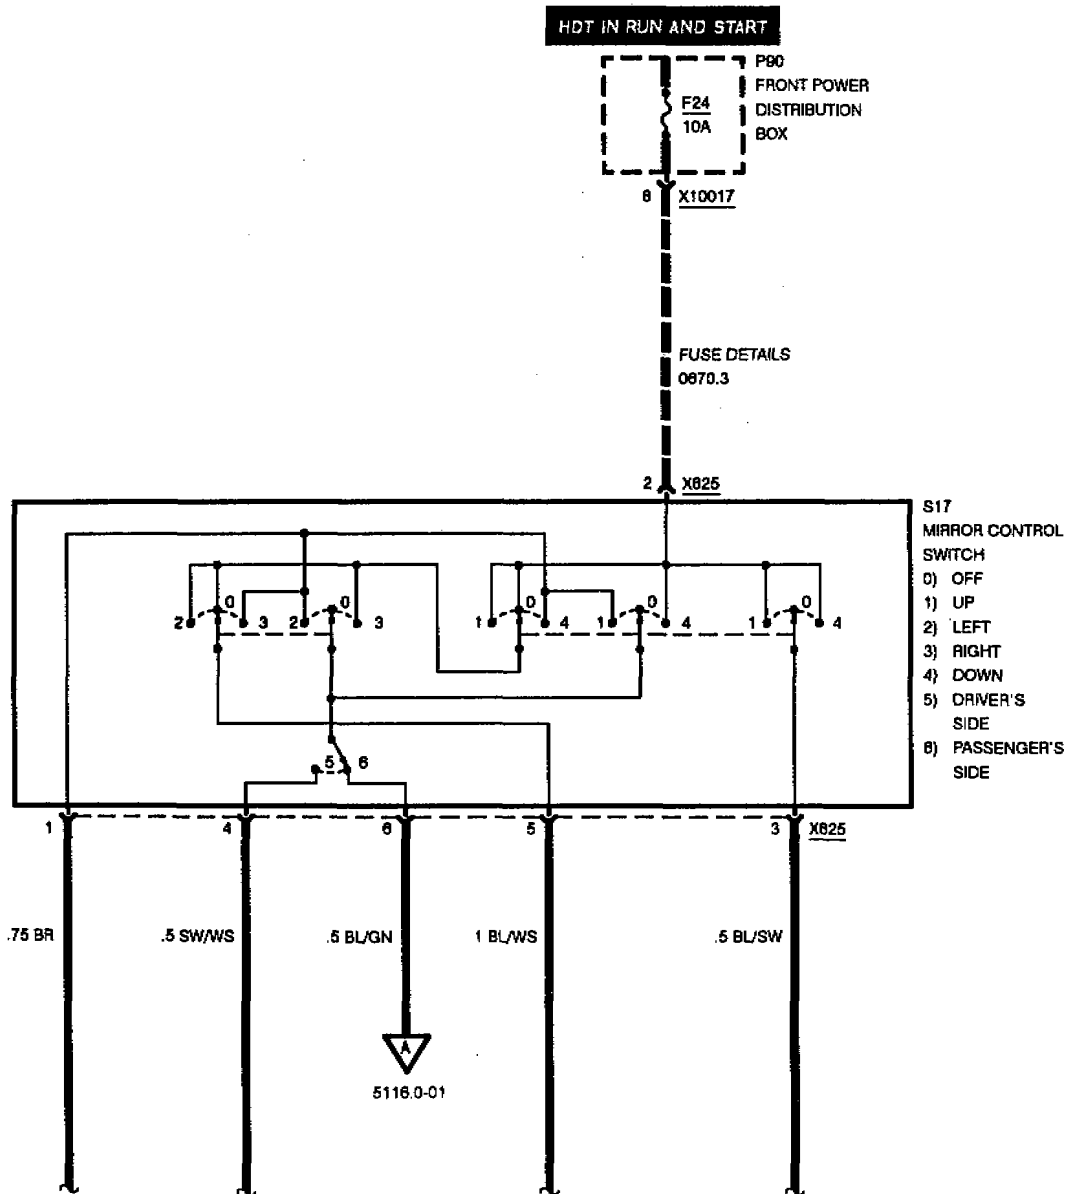 HOT IN RUN AND START
P90
FRONT POWER
DISTRIBUTION
BOX
F24
10A
8 X10017
FUSE DETAILS
0670.3
2 X825
S17
MIRROR CONTROL
SWITCH
0) OFF
1) UP
2) LEFT
3) RIGHT
4) DOWN
5) DRIVER'S
SIDE
6) PASSENGER'S
SIDE
0 0 0 0 0
2 3 2 3 1 4 1 4 1 4
5 6
1 4 6 5 3 X825
.75 BR .5 SW/WS .5 BL/GN 1 BL/WS .5 BL/SW
A
5116.0-01